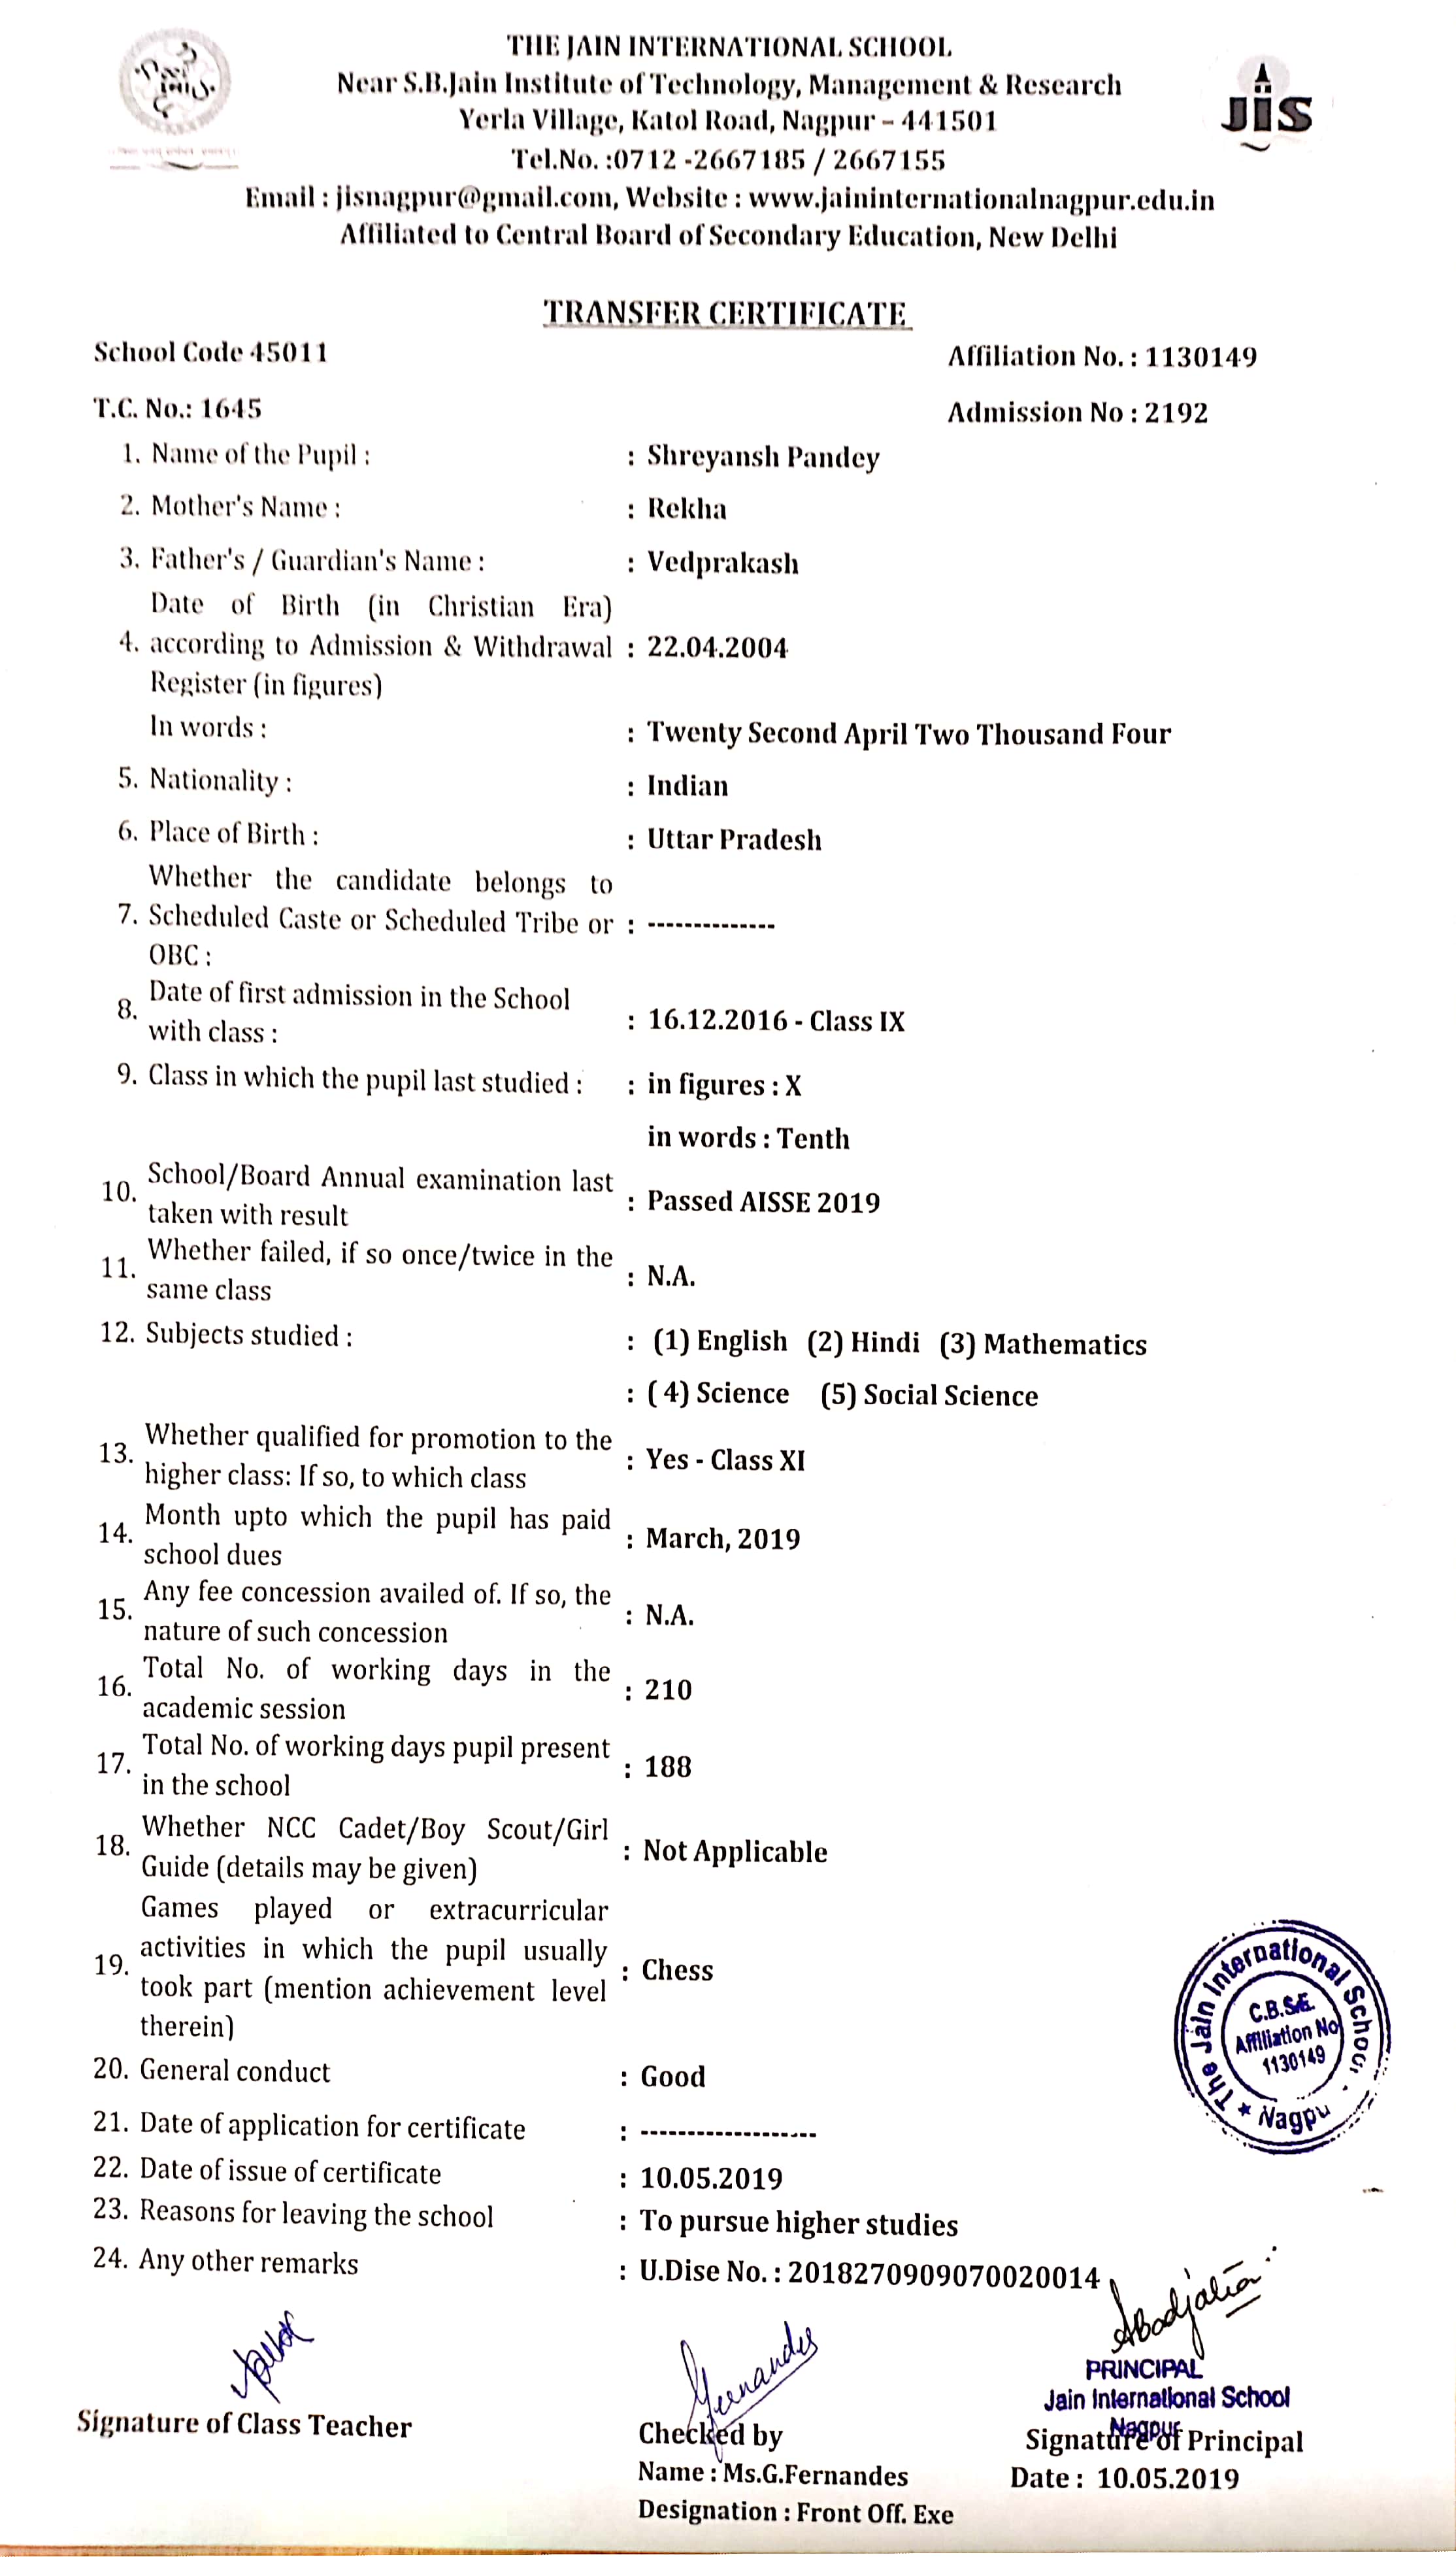 THE JAIN INTERNATIONAL SCHOOL
Near S.B.Jain Institute of Technology, Management & Research
Yerla Village, Katol Road, Nagpur – 441501
Tel.No. :0712 -2667185 / 2667155
Email : jisnagpur@gmail.com, Website : www.jaininternationalnagpur.edu.in
Affiliated to Central Board of Secondary Education, New Delhi
JIS
TRANSFER CERTIFICATE
School Code 45011 Affiliation No. : 1130149
T.C. No.: 1645 Admission No : 2192
1. Name of the Pupil : : Shreyansh Pandey
2. Mother's Name : : Rekha
3. Father's / Guardian's Name : : Vedprakash
Date of Birth (in Christian Era)
4. according to Admission & Withdrawal : 22.04.2004
Register (in figures)
In words : : Twenty Second April Two Thousand Four
5. Nationality : : Indian
6. Place of Birth : : Uttar Pradesh
Whether the candidate belongs to
7. Scheduled Caste or Scheduled Tribe or : --------------
OBC :
8. Date of first admission in the School
with class : : 16.12.2016 - Class IX
9. Class in which the pupil last studied : : in figures : X
in words : Tenth
10. School/Board Annual examination last
taken with result : Passed AISSE 2019
11. Whether failed, if so once/twice in the
same class : N.A.
12. Subjects studied : : (1) English (2) Hindi (3) Mathematics
: ( 4) Science (5) Social Science
13. Whether qualified for promotion to the
higher class: If so, to which class : Yes - Class XI
14. Month upto which the pupil has paid
school dues : March, 2019
15. Any fee concession availed of. If so, the
nature of such concession : N.A.
16. Total No. of working days in the
academic session : 210
17. Total No. of working days pupil present
in the school : 188
18. Whether NCC Cadet/Boy Scout/Girl
Guide (details may be given) : Not Applicable
Games played or extracurricular
19. activities in which the pupil usually : Chess
took part (mention achievement level
therein)
The Jain International School
C.B.S.E.
Affiliation No
1130149
★ Nagpu
20. General conduct : Good
21. Date of application for certificate : -------------------
22. Date of issue of certificate : 10.05.2019
23. Reasons for leaving the school : To pursue higher studies
24. Any other remarks : U.Dise No. : 2018270909070020014
Fernandes
PRINCIPAL
Jain International School
Nagpur
Signature of Class Teacher Checked by Signature of Principal
Name : Ms.G.Fernandes Date : 10.05.2019
Designation : Front Off. Exe